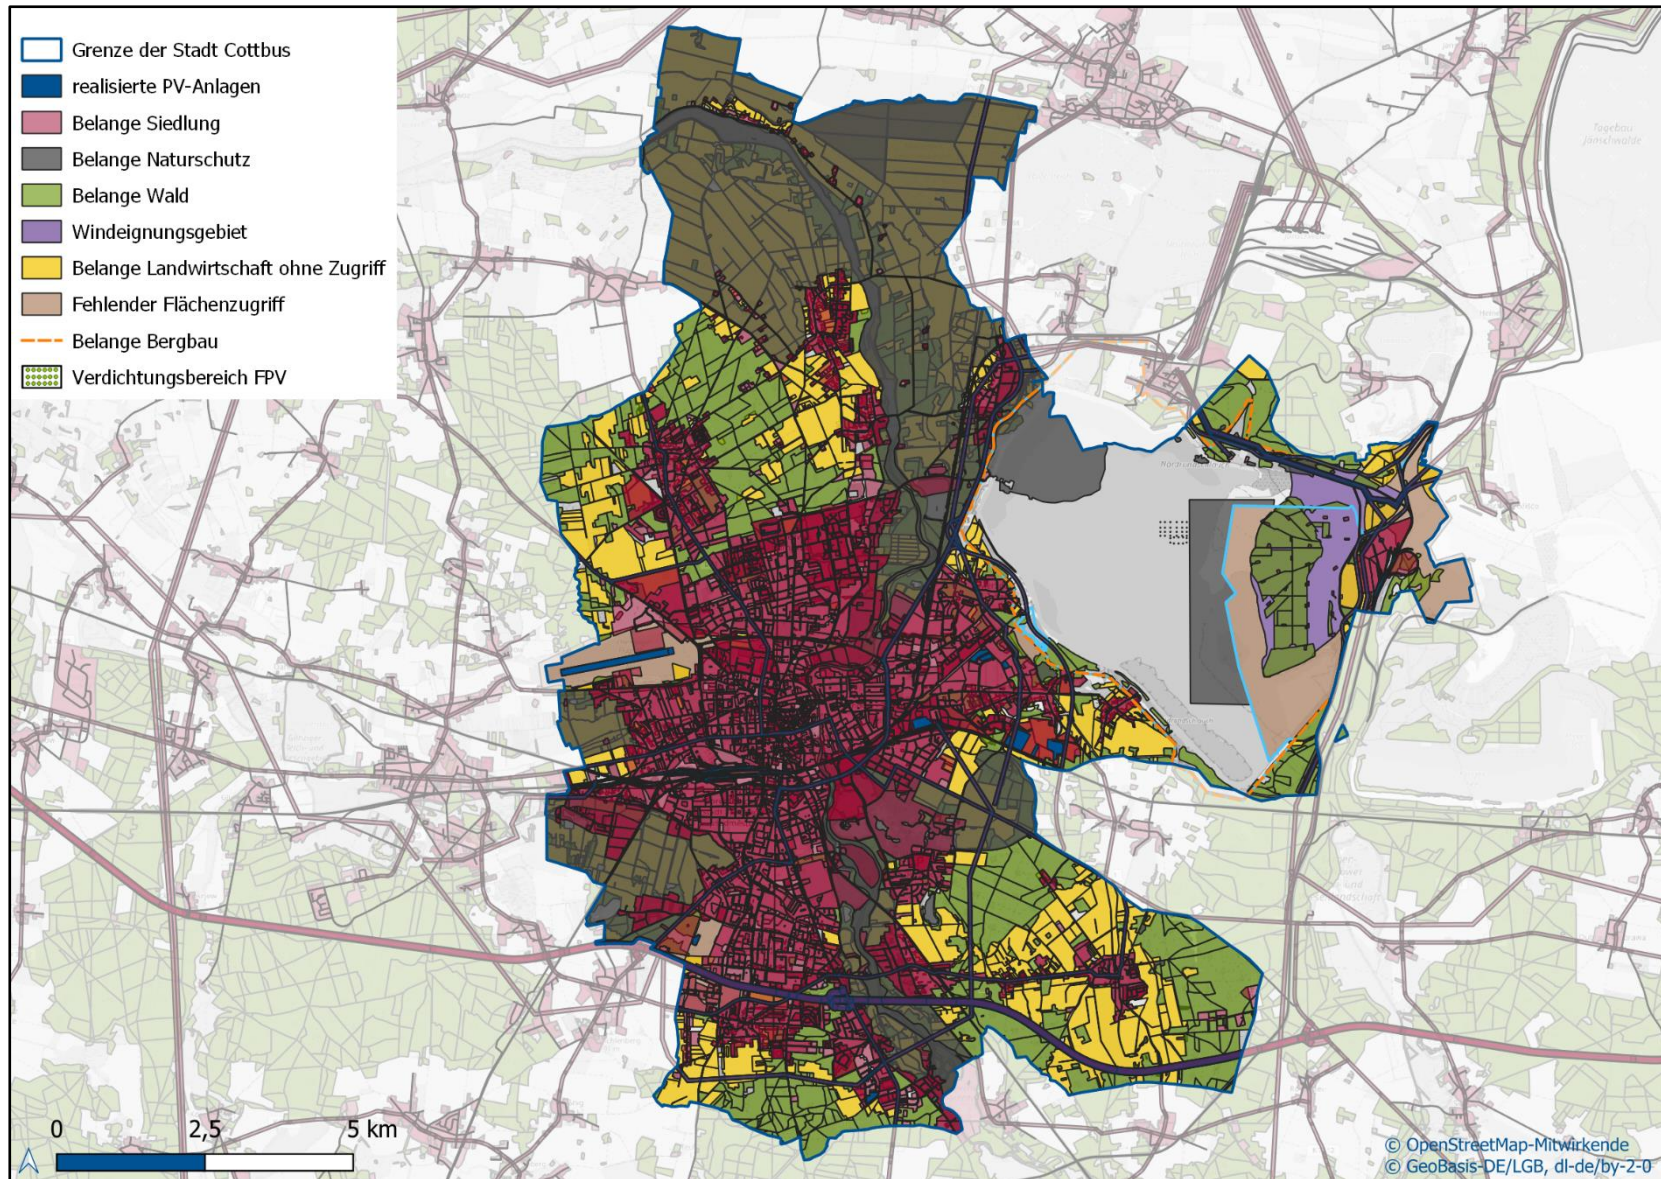 Grenze der Stadt Cottbus
realisierte PV-Anlagen
Belange Siedlung
Belange Naturschutz
Belange Wald
Windeignungsgebiet
Belange Landwirtschaft ohne Zugriff
Fehlender Flächenzugriff
Belange Bergbau
Verdichtungsbereich FPV
Tagebau
0
2,5
5 km
© OpenStreetMap-Mitwirkende
© GeoBasis-DE/LGB, dl-de/by-2-0